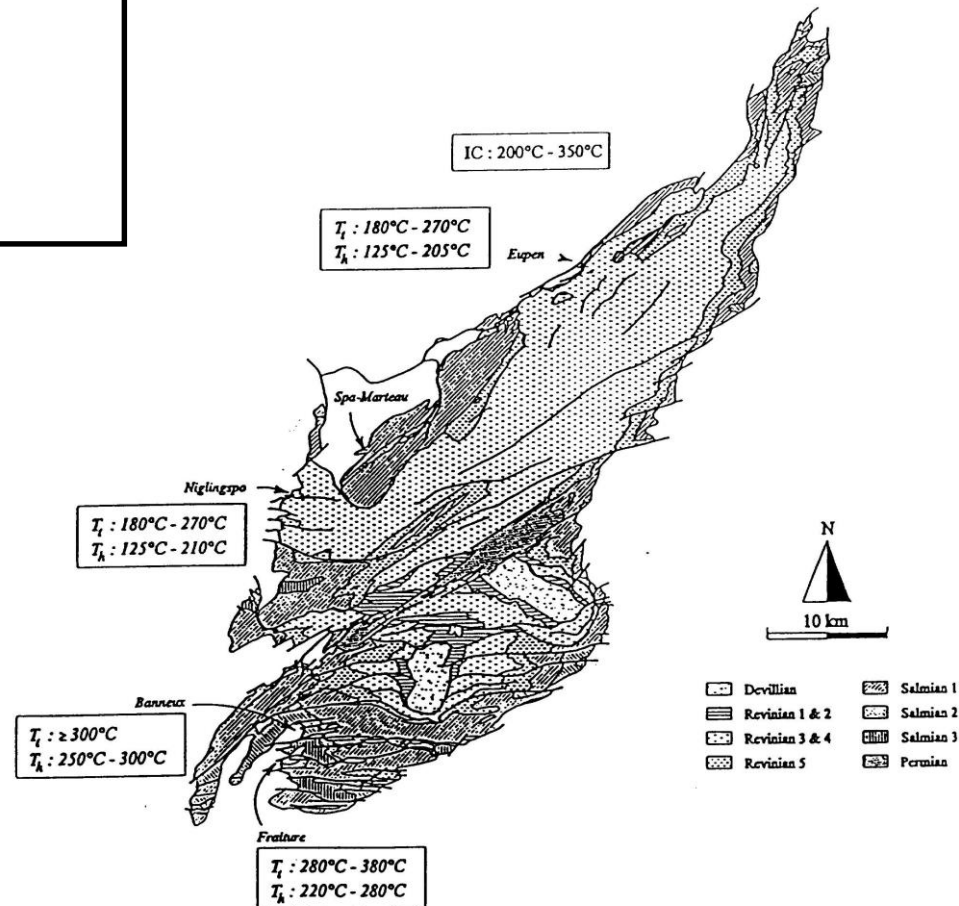 IC : 200°C - 350°C
Tt : 180°C - 270°C
Th : 125°C - 205°C
Eupen
Spa-Marteau
Niglingspo
Tt : 180°C - 270°C
Th : 125°C - 210°C
N
10 km
Banneux
Tt : ≥ 300°C
Th : 250°C - 300°C
Fraiture
Tt : 280°C - 380°C
Th : 220°C - 280°C
Devillian
Revinian 1 & 2
Revinian 3 & 4
Revinian 5
Salmian 1
Salmian 2
Salmian 3
Permian